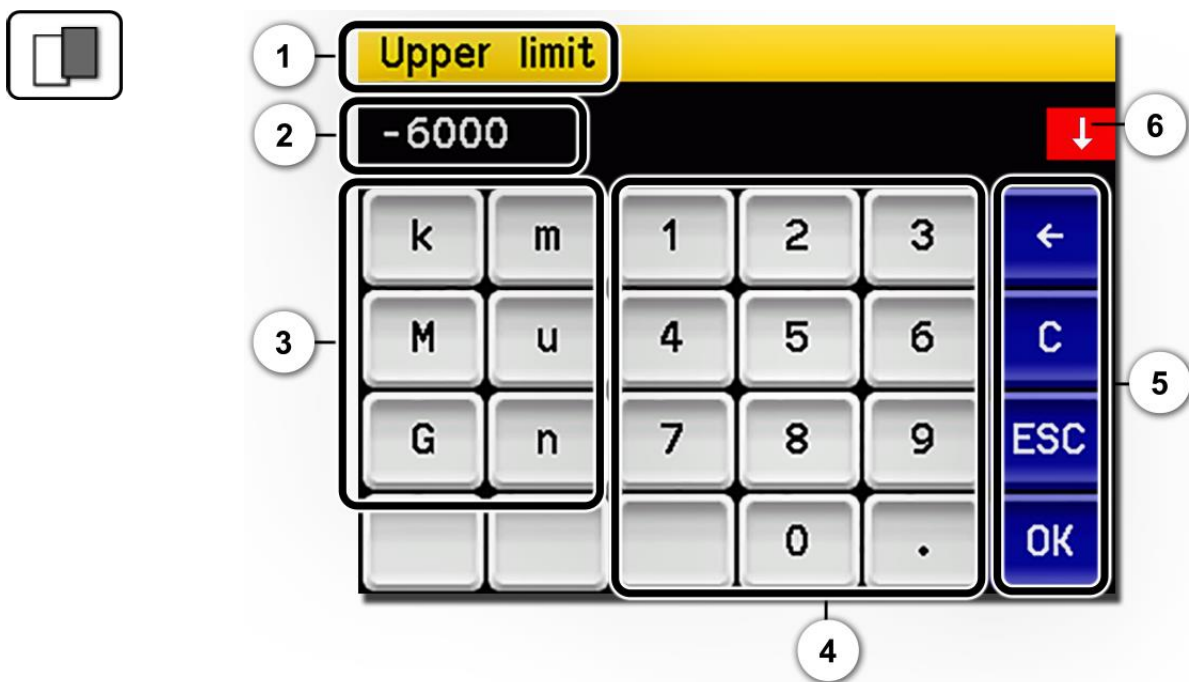 1 Upper limit
2 -6000 ↓ 6
k m 1 2 3 ←
3 M u 4 5 6 C
5
G n 7 8 9 ESC
0 . OK
4